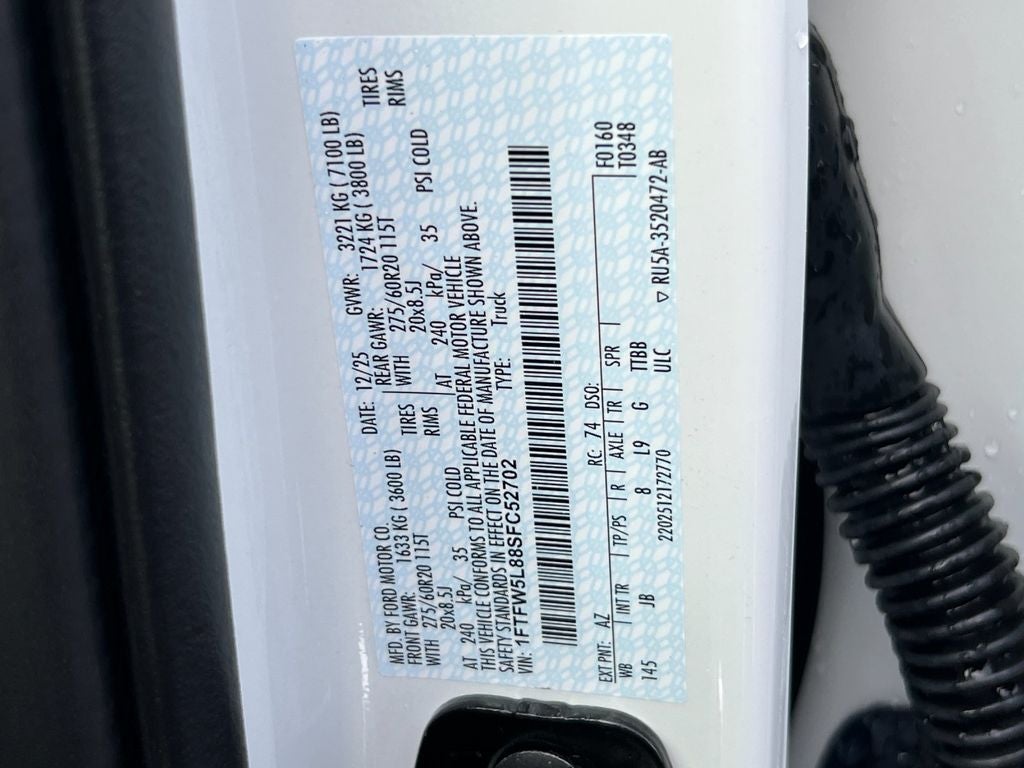 MFD. BY FORD MOTOR CO.
DATE: 12/25 GVWR: 3221 KG ( 7100 LB)
FRONT GAWR: 1633 KG ( 3600 LB)
REAR GAWR: 1724 KG ( 3800 LB)
WITH 275/60R20 115T TIRES
WITH 275/60R20 115T TIRES
20x8.5J RIMS
20x8.5J RIMS
AT 240 kPa/ 35 PSI COLD
AT 240 kPa/ 35 PSI COLD
THIS VEHICLE CONFORMS TO ALL APPLICABLE FEDERAL MOTOR VEHICLE
SAFETY STANDARDS IN EFFECT ON THE DATE OF MANUFACTURE SHOWN ABOVE.
VIN: 1FTFW5L88SFC52702 TYPE: Truck
EXT PNT: AZ RC: 74 DSO: F0160
WB INT TR TP/PS R AXLE TR SPR T0348
145 JB 8 L9 G TTBB
2202512172770 ULC ▽ RU5A-3520472-AB